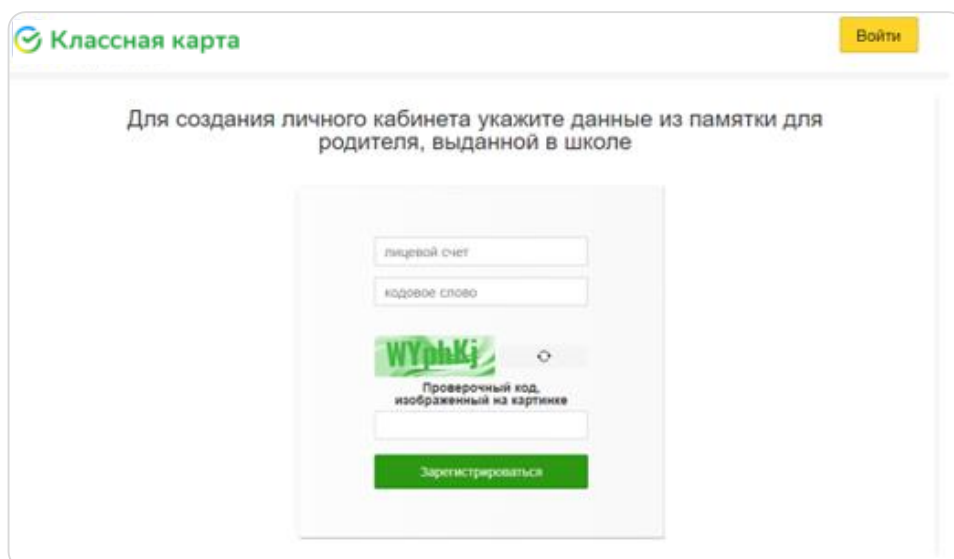 Классная карта
Войти
Для создания личного кабинета укажите данные из памятки для
родителя, выданной в школе
лицевой счет
кодовое слово
WYphKj
Проверочный код,
изображенный на картинке
Зарегистрироваться